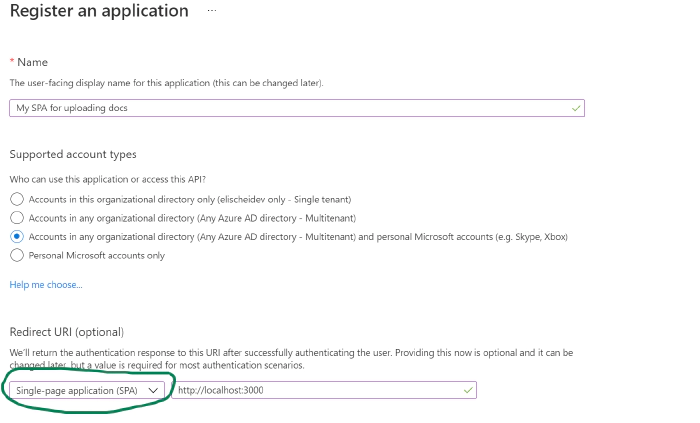 Register an application ...
* Name
The user-facing display name for this application (this can be changed later).
My SPA for uploading docs
Supported account types
Who can use this application or access this API?
Accounts in this organizational directory only (elischeidev only - Single tenant)
Accounts in any organizational directory (Any Azure AD directory - Multitenant)
Accounts in any organizational directory (Any Azure AD directory - Multitenant) and personal Microsoft accounts (e.g. Skype, Xbox)
Personal Microsoft accounts only
Help me choose...
Redirect URI (optional)
We'll return the authentication response to this URI after successfully authenticating the user. Providing this now is optional and it can be
changed later, but a value is required for most authentication scenarios.
Single-page application (SPA) http://localhost:3000